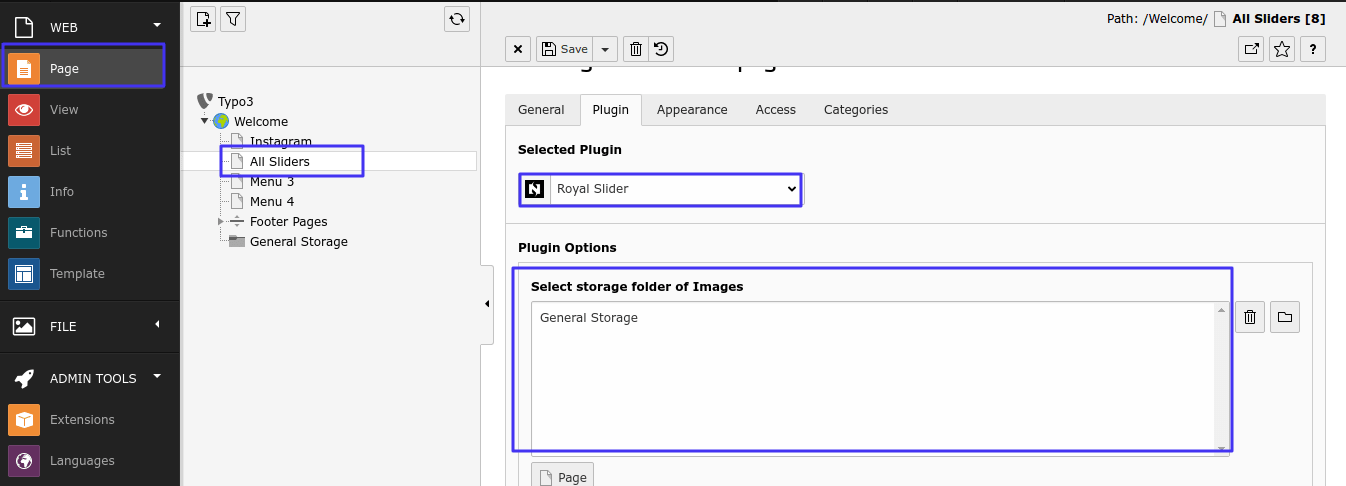 WEB
Page
View
List
Info
Functions
Template
FILE
ADMIN TOOLS
Extensions
Languages
Typo3
Welcome
Instagram
All Sliders
Menu 3
Menu 4
Footer Pages
General Storage
Path: /Welcome/ All Sliders [8]
Save
?
General Plugin Appearance Access Categories
Selected Plugin
Royal Slider
Plugin Options
Select storage folder of Images
General Storage
Page